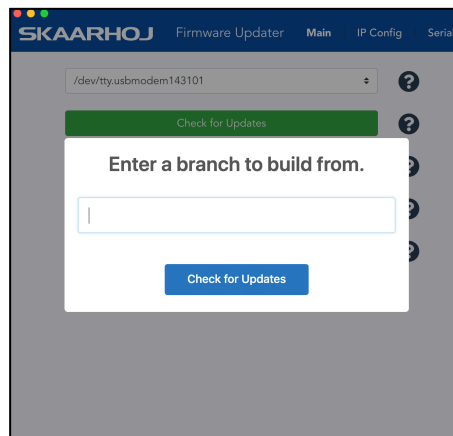 SKAARHOJ Firmware Updater Main IP Config Seria
/dev/tty.usbmodem143101
Check for Updates
Enter a branch to build from.
Check for Updates